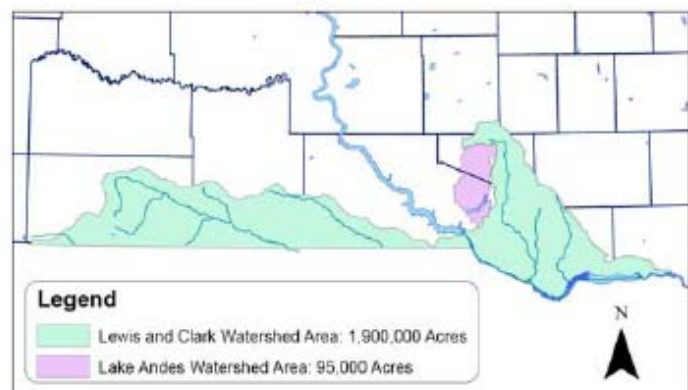 Legend
Lewis and Clark Watershed Area: 1,900,000 Acres
Lake Andes Watershed Area: 95,000 Acres
N